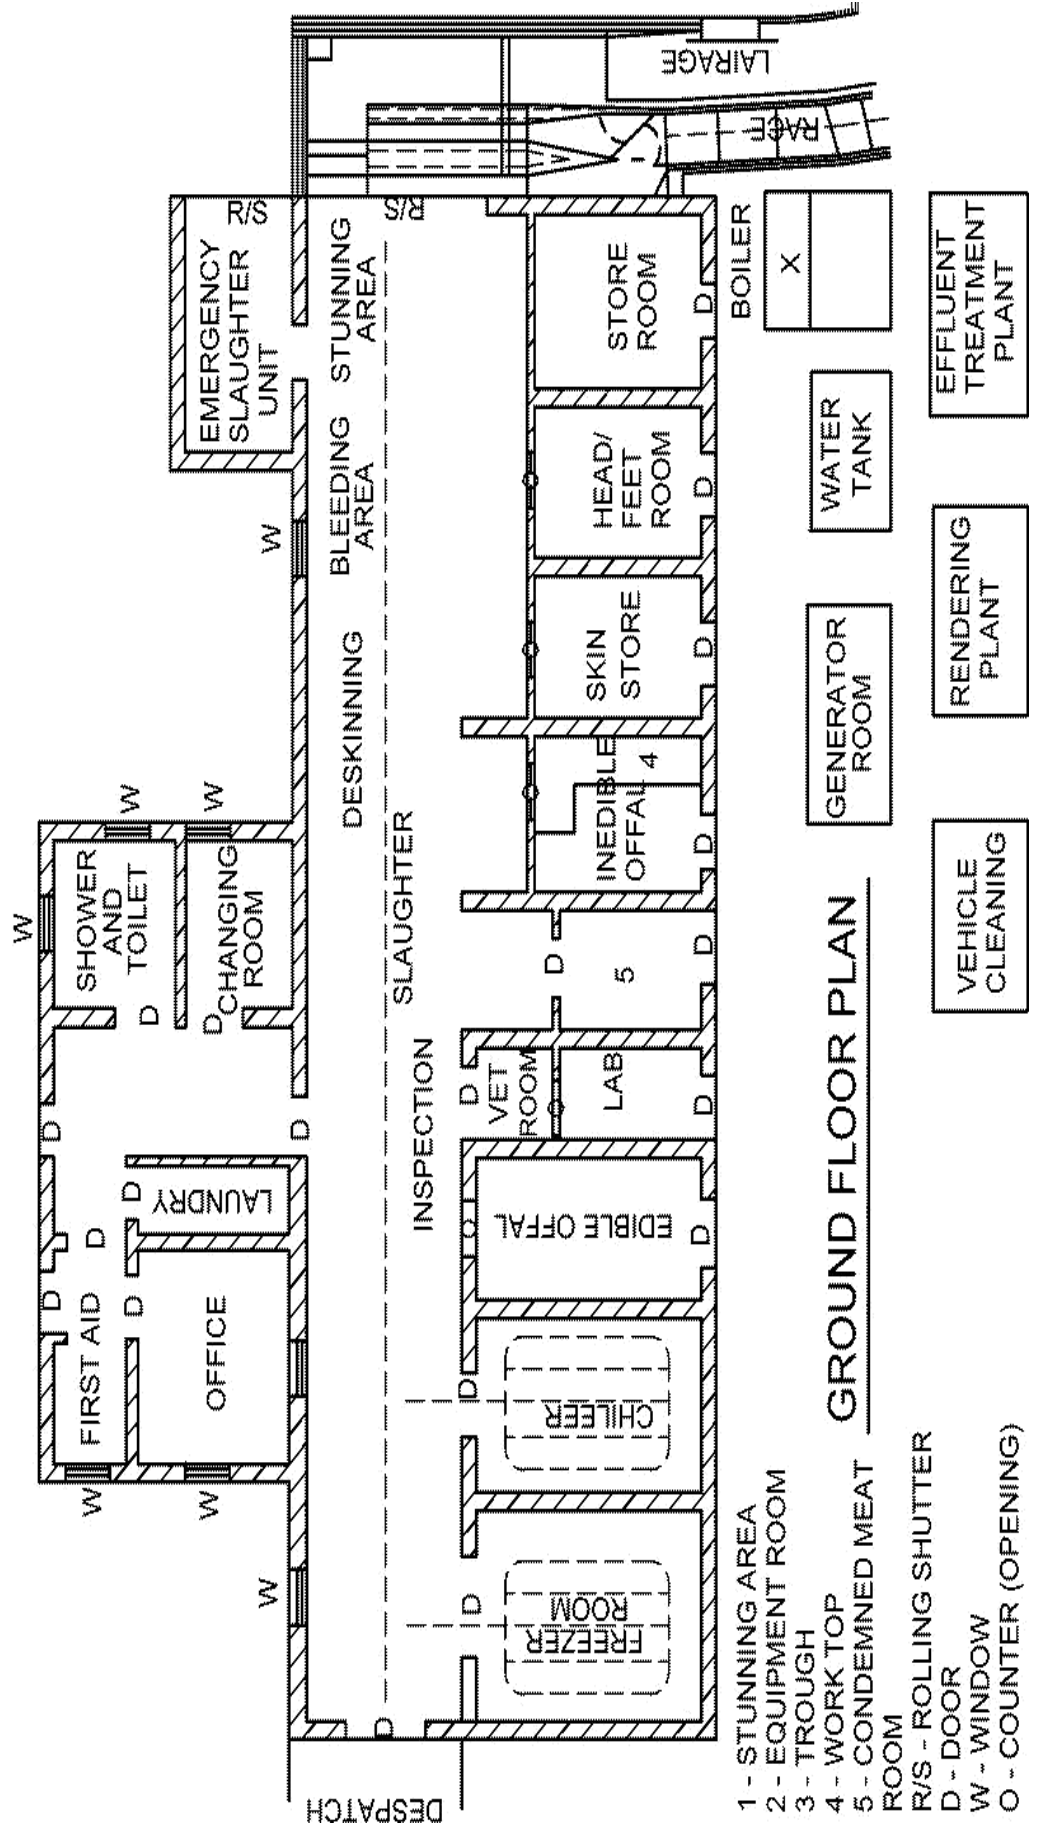 W
D
D
W
FIRST AID
D
SHOWER
AND
TOILET
W
D
D
D
W
OFFICE
LAUNDRY
D
CHANGING
ROOM
W
EMERGENCY
SLAUGHTER
UNIT
R/S
W
D
W
STUNNING
AREA
BLEEDING
AREA
DESKINNING
R/S
DESPATCH
D
SLAUGHTER
INSPECTION
D
D
D
VET
ROOM
FREEZER
ROOM
CHILEER
EDIBLE OFFAL
O
O
LAB
D
5
INEDIBLE
OFFAL
4
O
SKIN
STORE
O
HEAD/
FEET
ROOM
O
STORE
ROOM
D
D
D
D
D
D
D
LAIRAGE
RACE
BOILER
X
WATER
TANK
GENERATOR
ROOM
EFFLUENT
TREATMENT
PLANT
RENDERING
PLANT
VEHICLE
CLEANING
GROUND FLOOR PLAN
1 - STUNNING AREA
2 - EQUIPMENT ROOM
3 - TROUGH
4 - WORK TOP
5 - CONDEMNED MEAT
ROOM
R/S - ROLLING SHUTTER
D - DOOR
W - WINDOW
O - COUNTER (OPENING)